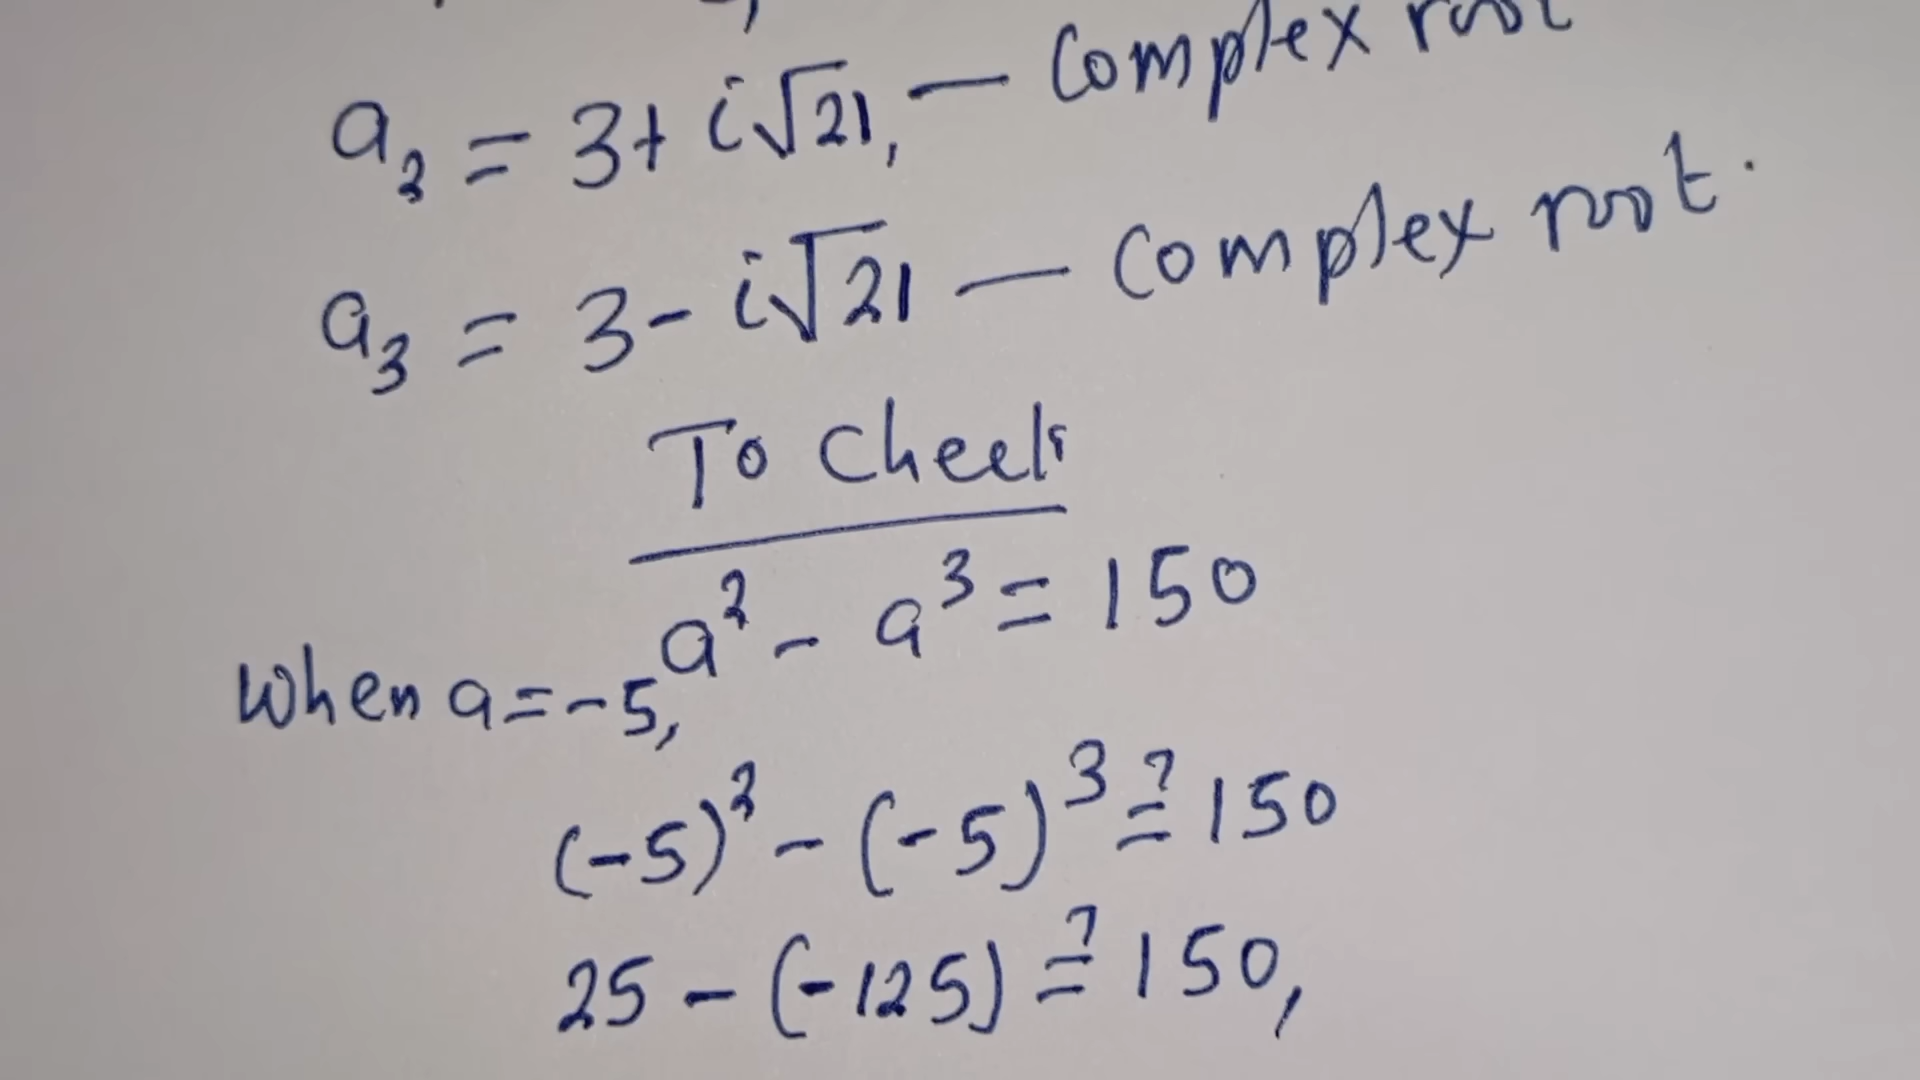 a₂ = 3 + i√21, — Complex root
a₃ = 3 - i√21 — Complex root.
To Check
a² - a³ = 150
When a = -5,
(-5)² - (-5)³ ≟ 150
25 - (-125) ≟ 150,